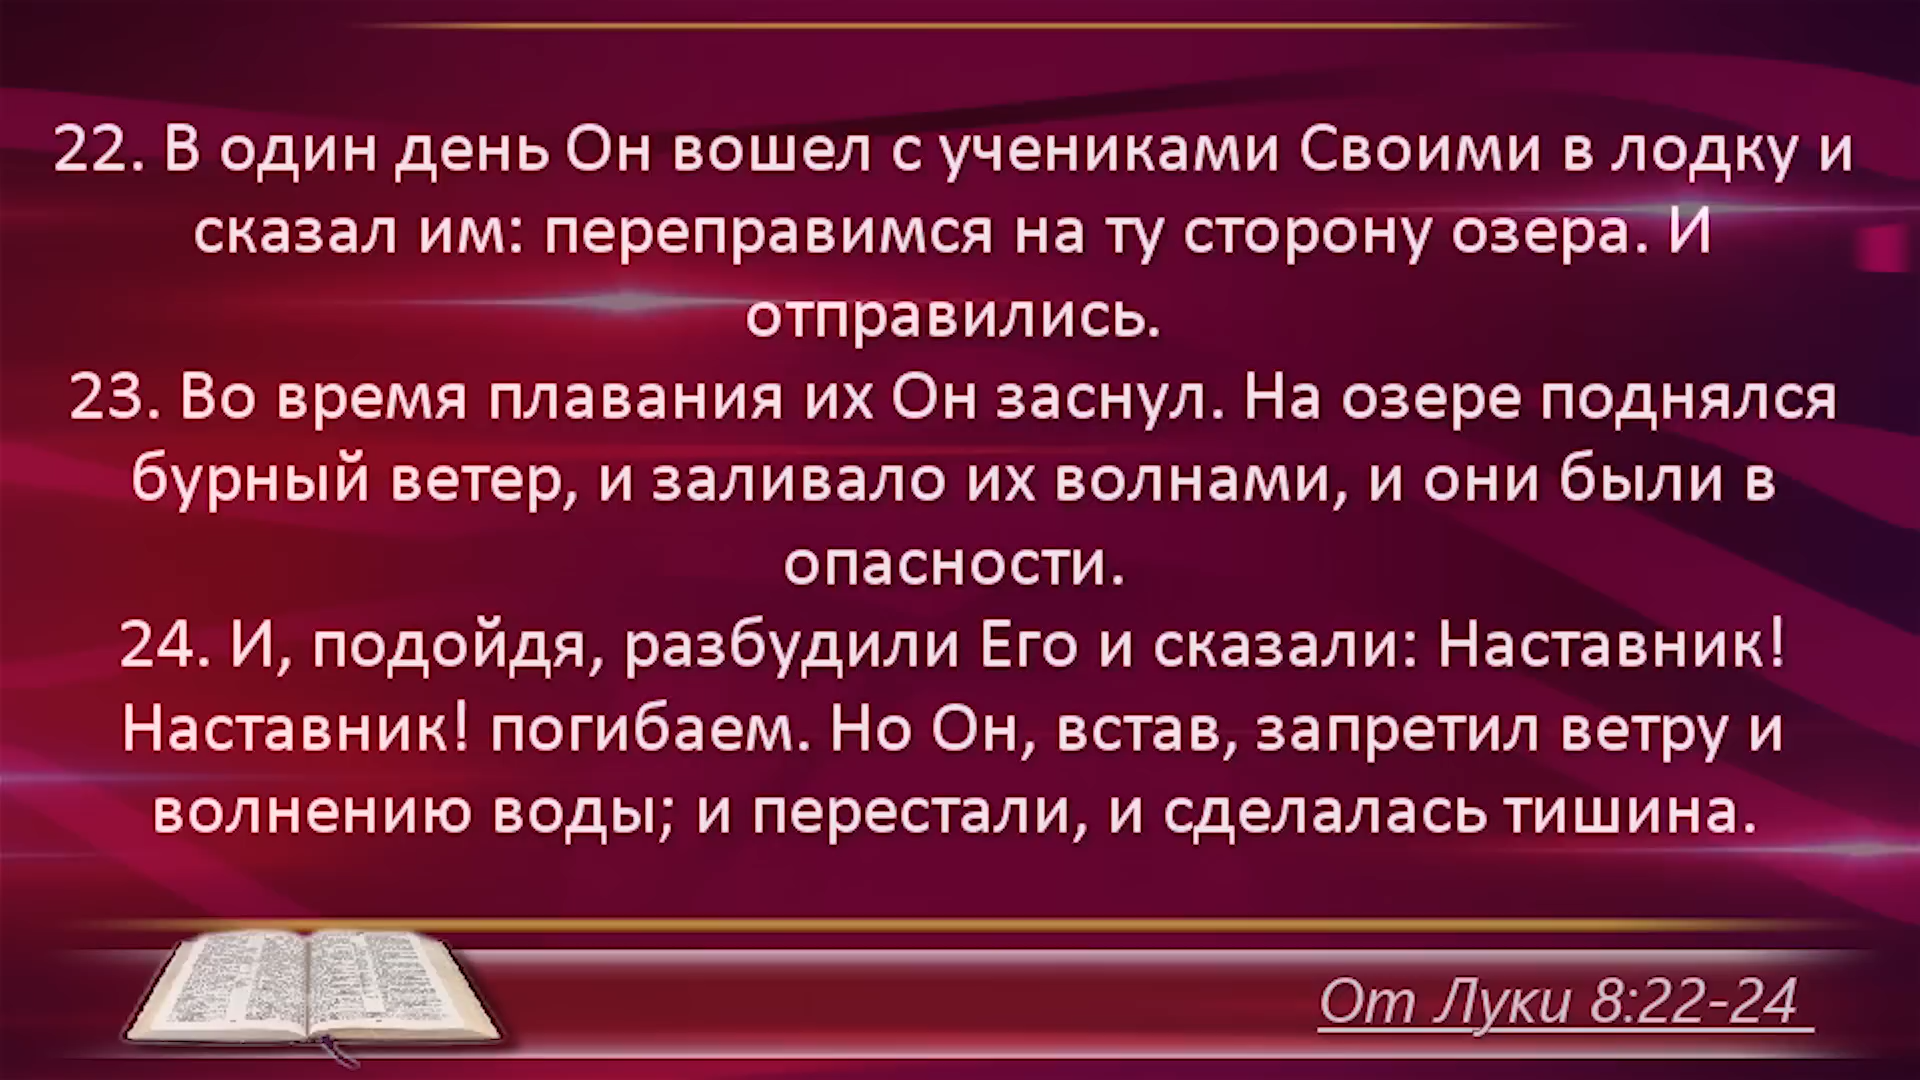 22. В один день Он вошел с учениками Своими в лодку и
сказал им: переправимся на ту сторону озера. И
отправились.
23. Во время плавания их Он заснул. На озере поднялся
бурный ветер, и заливало их волнами, и они были в
опасности.
24. И, подойдя, разбудили Его и сказали: Наставник!
Наставник! погибаем. Но Он, встав, запретил ветру и
волнению воды; и перестали, и сделалась тишина.
От Луки 8:22-24